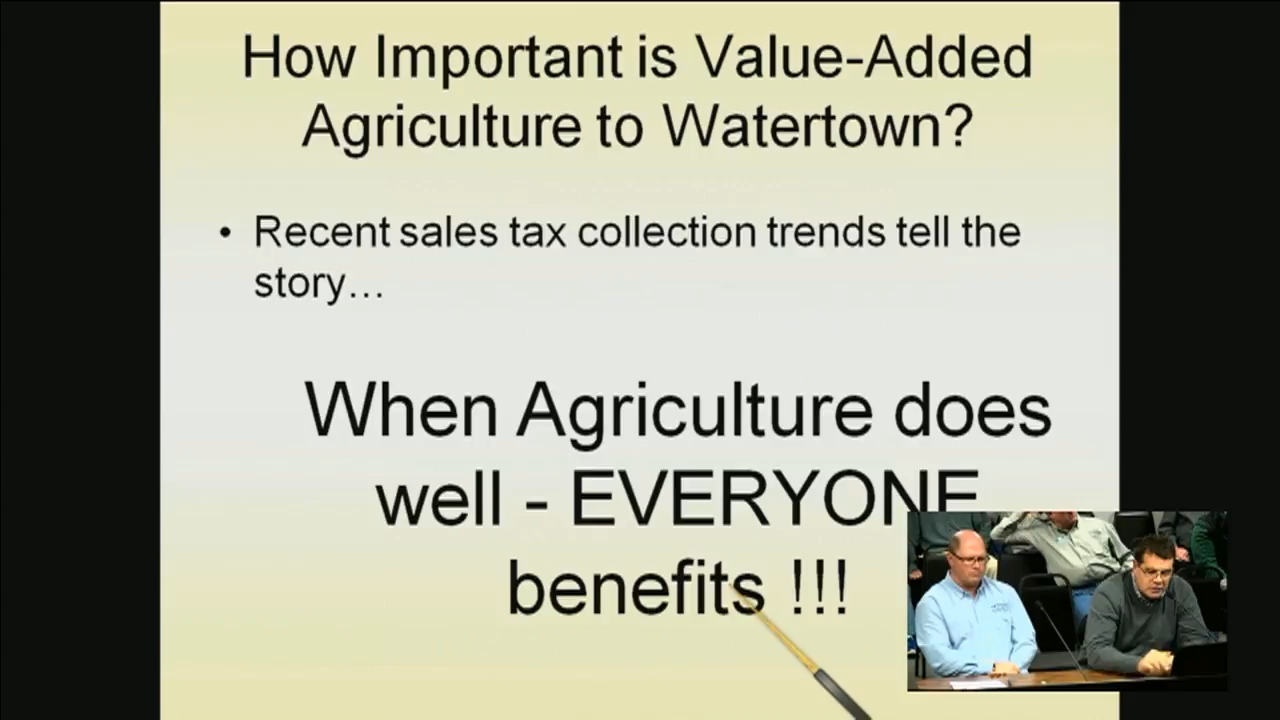 How Important is Value-Added
Agriculture to Watertown?
• Recent sales tax collection trends tell the
story…
When Agriculture does
well - EVERYONE
benefits !!!